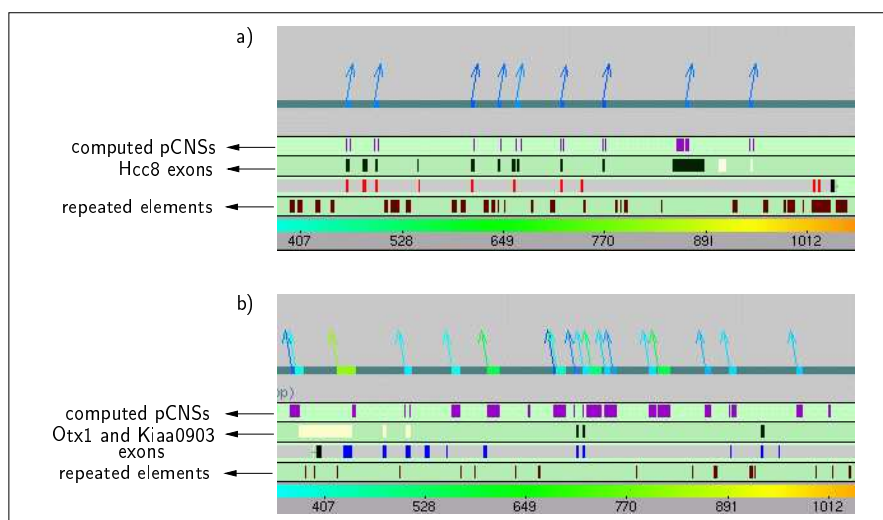 a)
computed pCNSs
Hcc8 exons
repeated elements
407 528 649 770 891 1012
b)
op)
computed pCNSs
Otx1 and Kiaa0903
exons
repeated elements
407 528 649 770 891 1012